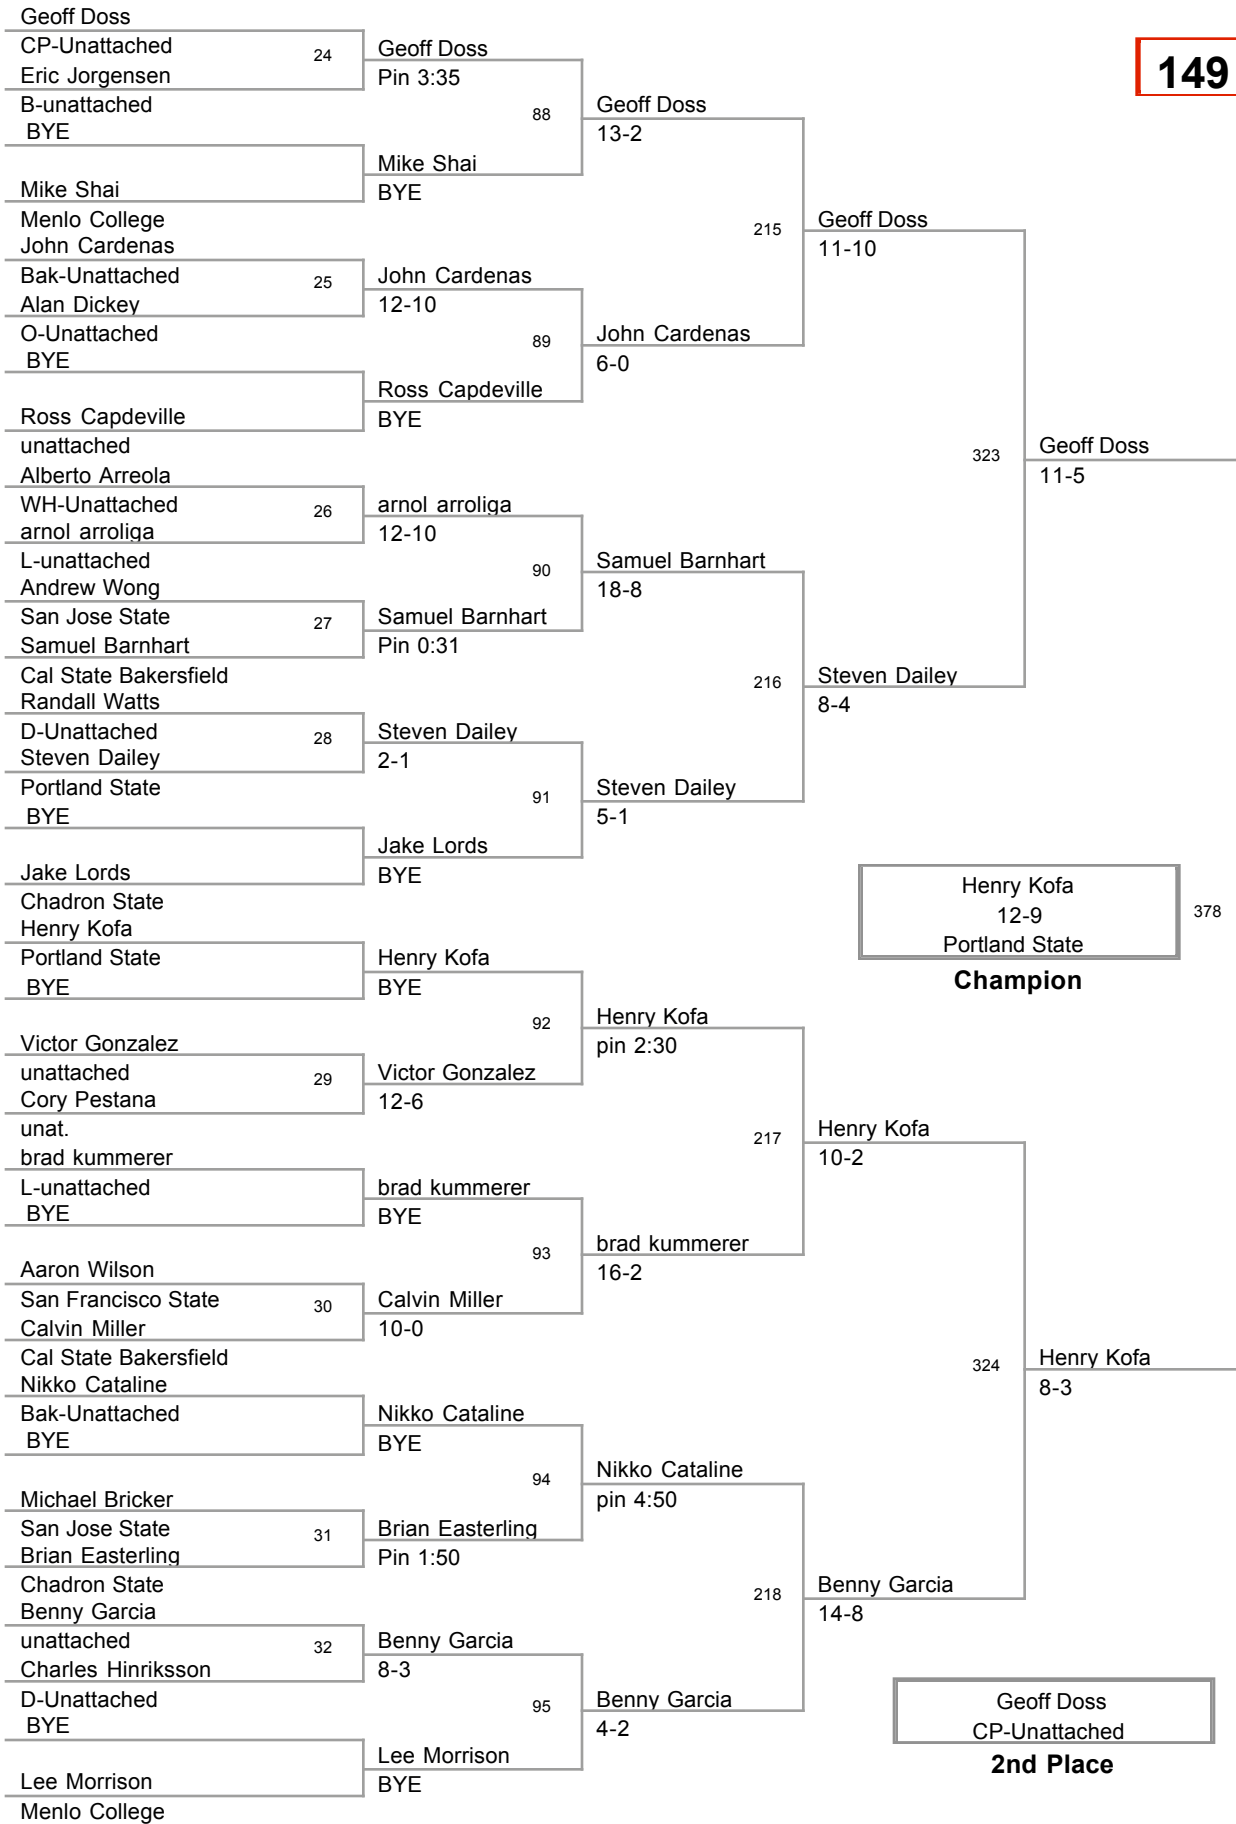 Geoff Doss
CP-Unattached
24
Eric Jorgensen
B-unattached
BYE
Mike Shai
Menlo College
John Cardenas
Bak-Unattached
25
Alan Dickey
O-Unattached
BYE
Ross Capdeville
unattached
Alberto Arreola
WH-Unattached
26
arnol arroliga
L-unattached
Andrew Wong
San Jose State
27
Samuel Barnhart
Cal State Bakersfield
Randall Watts
D-Unattached
28
Steven Dailey
Portland State
BYE
Jake Lords
Chadron State
Henry Kofa
Portland State
BYE
Victor Gonzalez
unattached
29
Cory Pestana
unat.
brad kummerer
L-unattached
BYE
Aaron Wilson
San Francisco State
30
Calvin Miller
Cal State Bakersfield
Nikko Cataline
Bak-Unattached
BYE
Michael Bricker
San Jose State
31
Brian Easterling
Chadron State
Benny Garcia
unattached
32
Charles Hinriksson
D-Unattached
BYE
Lee Morrison
Menlo College
Geoff Doss
Pin 3:35
88
Mike Shai
BYE
John Cardenas
12-10
89
Ross Capdeville
BYE
arnol arroliga
12-10
90
Samuel Barnhart
Pin 0:31
Steven Dailey
2-1
91
Jake Lords
BYE
Henry Kofa
BYE
92
Victor Gonzalez
12-6
brad kummerer
BYE
93
Calvin Miller
10-0
Nikko Cataline
BYE
94
Brian Easterling
Pin 1:50
Benny Garcia
8-3
95
Lee Morrison
BYE
Geoff Doss
13-2
215
John Cardenas
6-0
Samuel Barnhart
18-8
216
Steven Dailey
5-1
Henry Kofa
pin 2:30
217
brad kummerer
16-2
Nikko Cataline
pin 4:50
218
Benny Garcia
4-2
Geoff Doss
11-10
323
Steven Dailey
8-4
Henry Kofa
10-2
324
Benny Garcia
14-8
149
Geoff Doss
11-5
Henry Kofa
12-9
378
Portland State
Champion
Henry Kofa
8-3
Geoff Doss
CP-Unattached
2nd Place